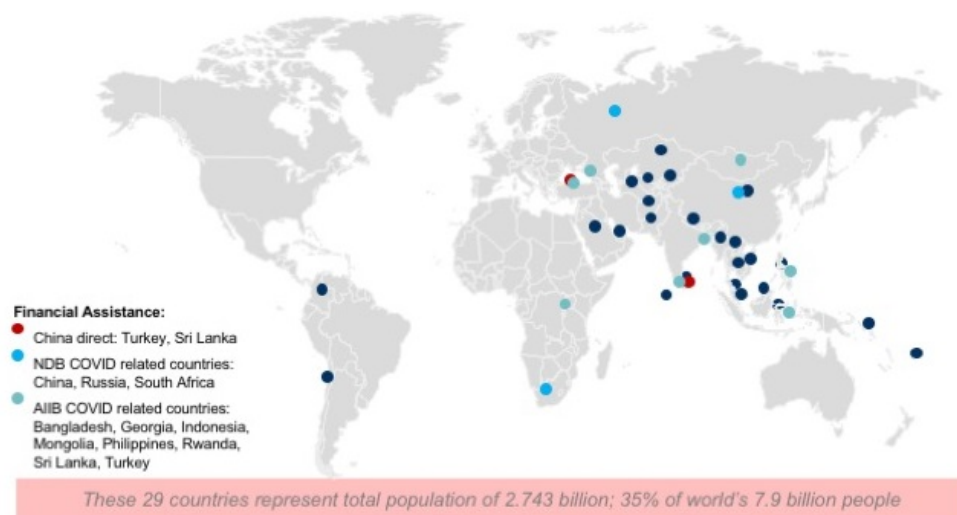 Financial Assistance:
China direct: Turkey, Sri Lanka
NDB COVID related countries:
China, Russia, South Africa
AIIB COVID related countries:
Bangladesh, Georgia, Indonesia,
Mongolia, Philippines, Rwanda,
Sri Lanka, Turkey
These 29 countries represent total population of 2.743 billion; 35% of world's 7.9 billion people